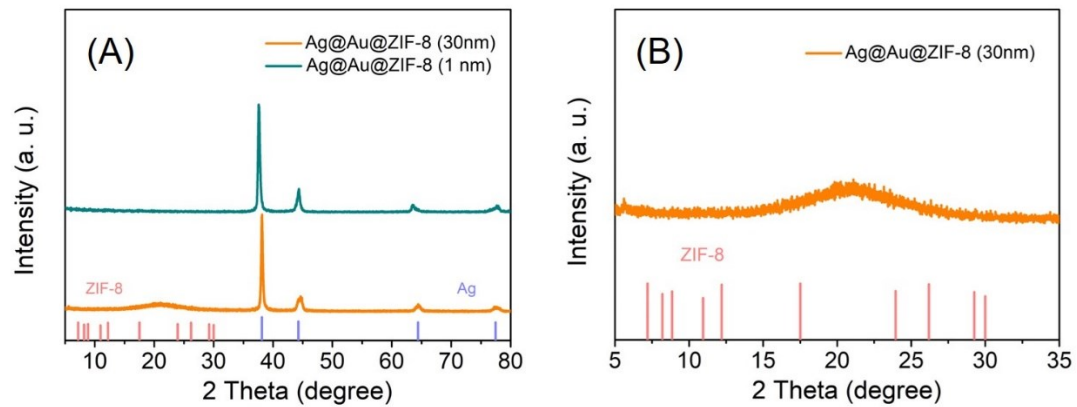 (A)
Ag@Au@ZIF-8 (30nm)
Ag@Au@ZIF-8 (1 nm)
Intensity (a. u.)
ZIF-8
Ag
10 20 30 40 50 60 70 80
2 Theta (degree)
(B)
Ag@Au@ZIF-8 (30nm)
Intensity (a. u.)
ZIF-8
5 10 15 20 25 30 35
2 Theta (degree)